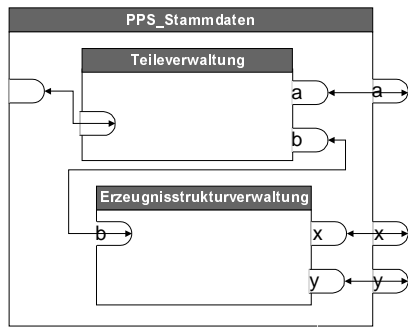 PPS_Stammdaten
Teileverwaltung
a a
b
Erzeugnisstrukturverwaltung
b x x
y y